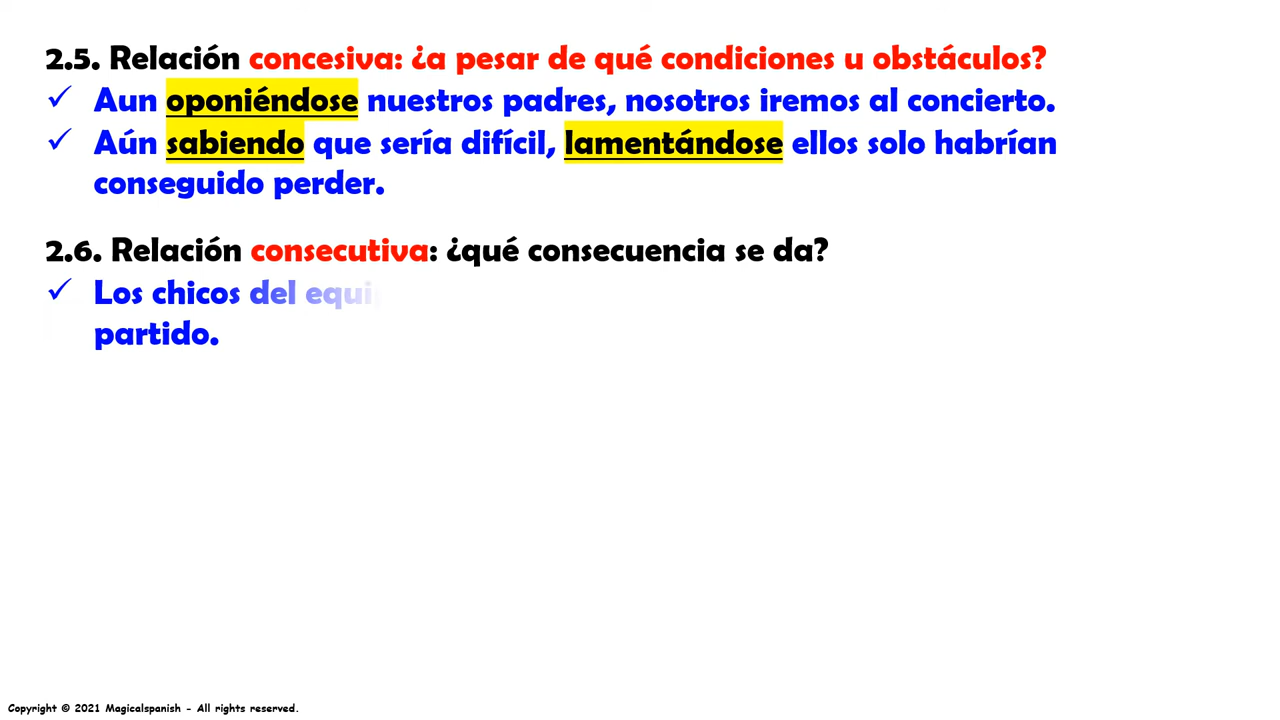 2.5. Relación concesiva: ¿a pesar de qué condiciones u obstáculos?
✓ Aun oponiéndose nuestros padres, nosotros iremos al concierto.
✓ Aún sabiendo que sería difícil, lamentándose ellos solo habrían
conseguido perder.
2.6. Relación consecutiva: ¿qué consecuencia se da?
✓ Los chicos del
partido.
Copyright © 2021 Magicalspanish - All rights reserved.